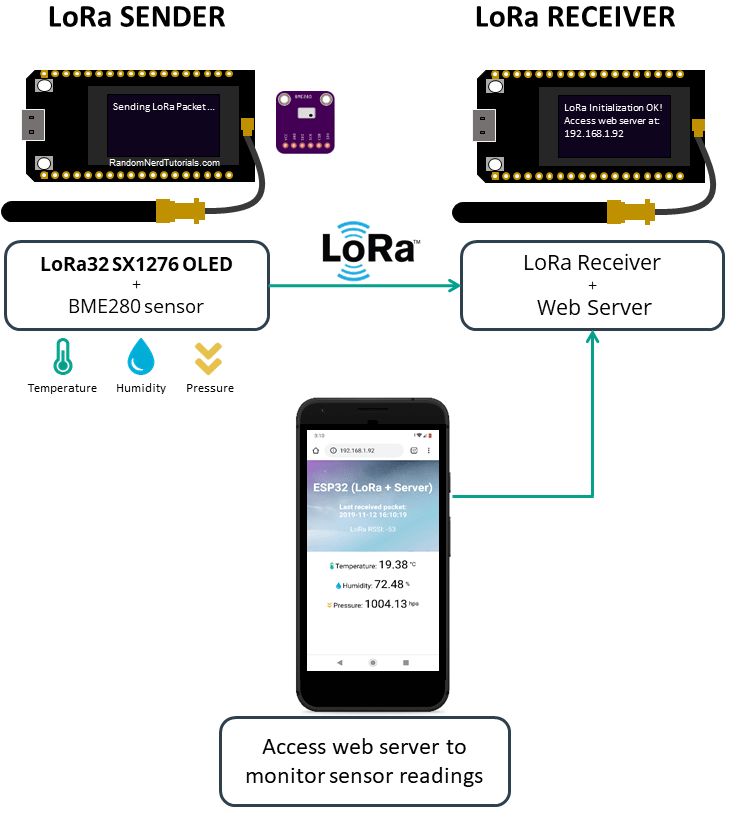 LoRa SENDER
LoRa RECEIVER
Sending LoRa Packet ...
RandomNerdTutorials.com
BME280
LoRa Initialization OK!
Access web server at:
192.168.1.92
LoRa™
LoRa32 SX1276 OLED
+
BME280 sensor
LoRa Receiver
+
Web Server
Temperature
Humidity
Pressure
5:10
192.168.1.92
ESP32 (LoRa + Server)
Last received packet:
2019-11-12 16:10:19
LoRa RSSI: -53
Temperature: 19.38 °C
Humidity: 72.48 %
Pressure: 1004.13 hpa
Access web server to
monitor sensor readings